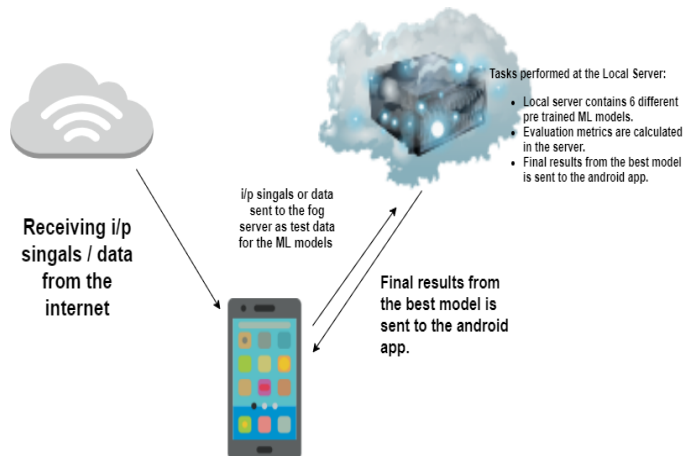 Tasks performed at the Local Server:
• Local server contains 6 different
pre trained ML models.
• Evaluation metrics are calculated
in the server.
• Final results from the best model
is sent to the android app.
i/p singals or data
sent to the fog
server as test data
for the ML models
Receiving i/p
singals / data
from the
internet
Final results from
the best model is
sent to the android
app.